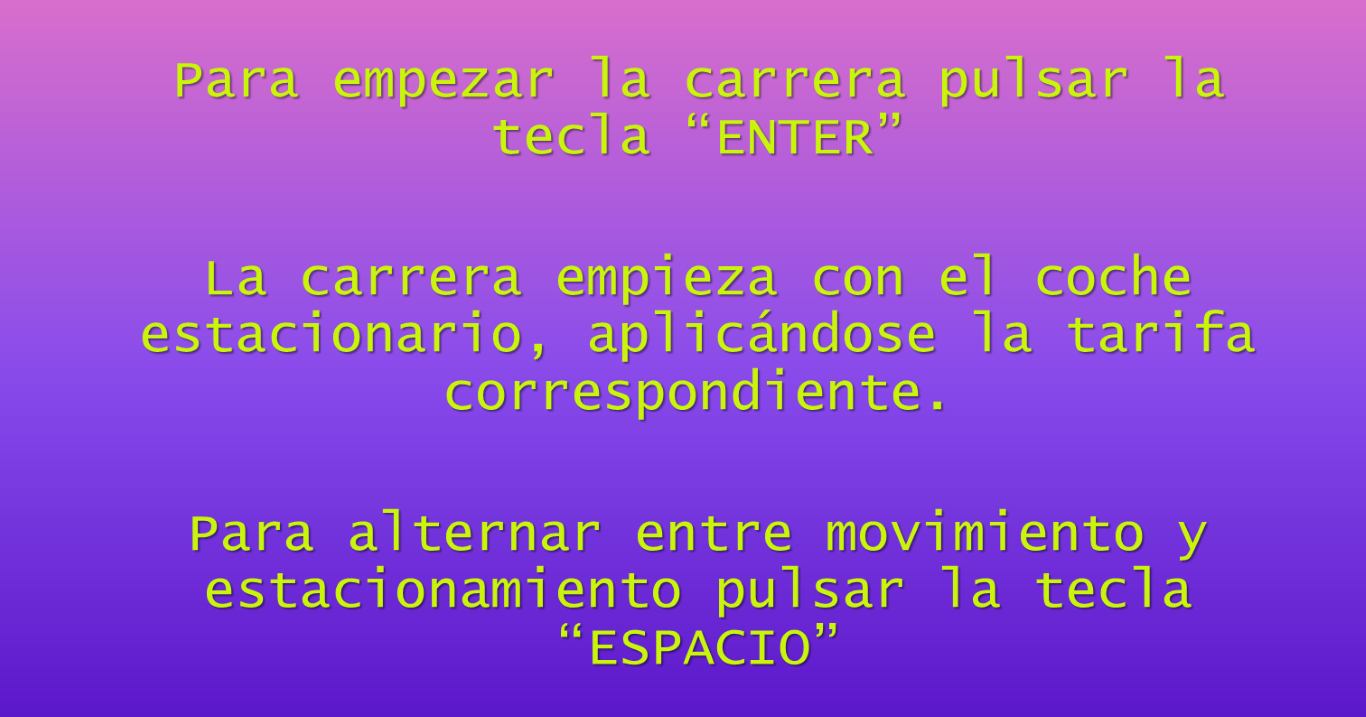 Para empezar la carrera pulsar la
tecla “ENTER”
La carrera empieza con el coche
estacionario, aplicándose la tarifa
correspondiente.
Para alternar entre movimiento y
estacionamiento pulsar la tecla
“ESPACIO”